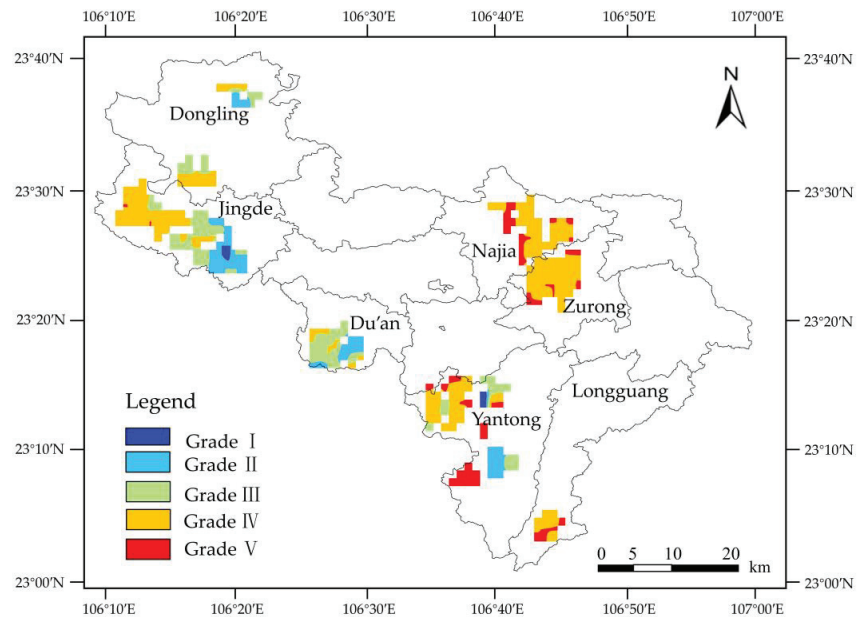 106°10′E 106°20′E 106°30′E 106°40′E 106°50′E 107°00′E
23°40′N 23°40′N
N
Dongling
23°30′N 23°30′N
Jingde
Najia
Zurong
23°20′N Du'an 23°20′N
Longguang
Legend
Yantong
Grade Ⅰ
23°10′N 23°10′N
Grade Ⅱ
Grade Ⅲ
Grade Ⅳ
Grade Ⅴ
0 5 10 20
km
23°00′N 23°00′N
106°10′E 106°20′E 106°30′E 106°40′E 106°50′E 107°00′E